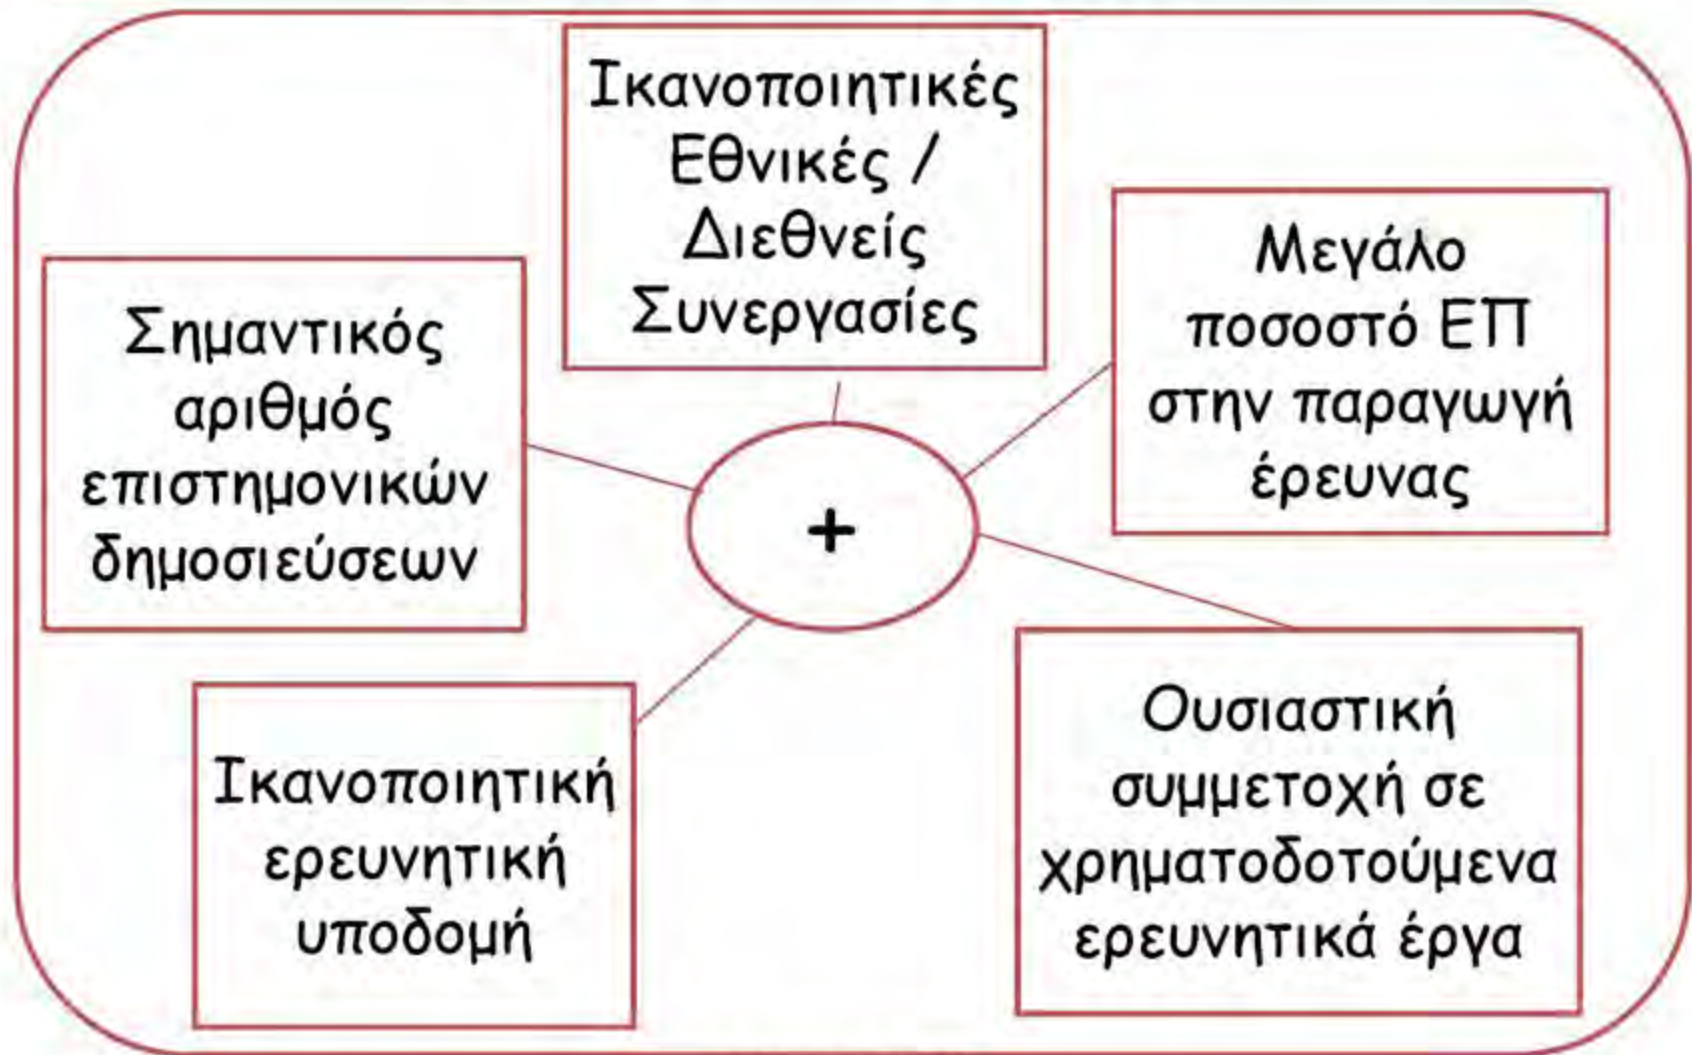 Ικανοποιητικές
Εθνικές /
Διεθνείς
Συνεργασίες
Μεγάλο
ποσοστό ΕΠ
στην παραγωγή
έρευνας
Σημαντικός
αριθμός
επιστημονικών
δημοσιεύσεων
+
Ικανοποιητική
ερευνητική
υποδομή
Ουσιαστική
συμμετοχή σε
χρηματοδοτούμενα
ερευνητικά έργα